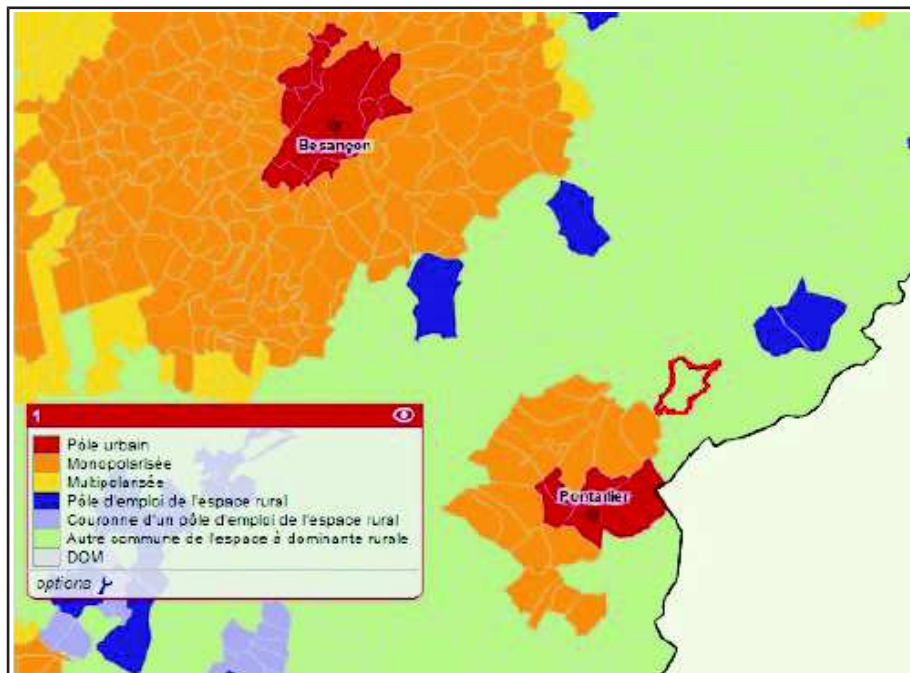 Besançon
Pontarlier
1
Pôle urbain
Monopolarisée
Multipolarisée
Pôle d'emploi de l'espace rural
Couronne d'un pôle d'emploi de l'espace rural
Autre commune de l'espace à dominante rurale
DOM
options